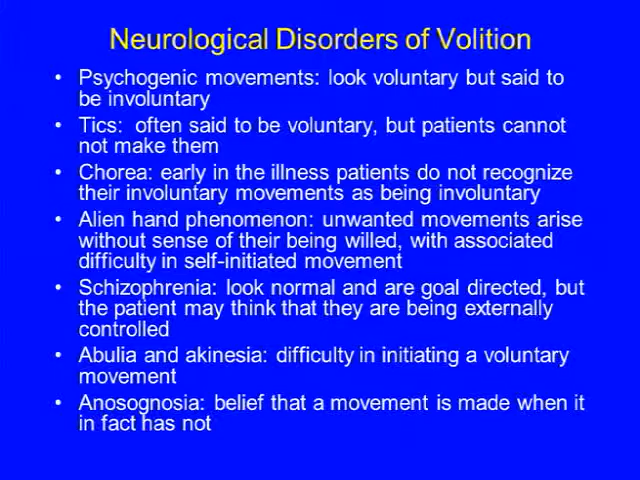 Neurological Disorders of Volition
• Psychogenic movements: look voluntary but said to
be involuntary
• Tics: often said to be voluntary, but patients cannot
not make them
• Chorea: early in the illness patients do not recognize
their involuntary movements as being involuntary
• Alien hand phenomenon: unwanted movements arise
without sense of their being willed, with associated
difficulty in self-initiated movement
• Schizophrenia: look normal and are goal directed, but
the patient may think that they are being externally
controlled
• Abulia and akinesia: difficulty in initiating a voluntary
movement
• Anosognosia: belief that a movement is made when it
in fact has not